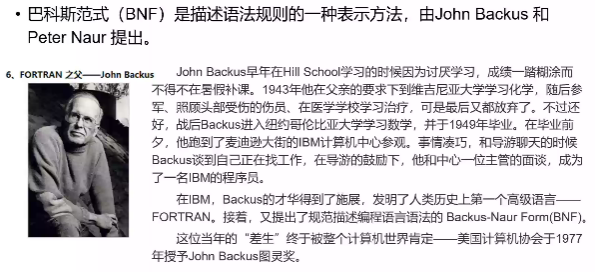 • 巴科斯范式（BNF）是描述语法规则的一种表示方法，由John Backus 和
Peter Naur 提出。
6、FORTRAN 之父——John Backus
John Backus早年在Hill School学习的时候因为讨厌学习，成绩一踏糊涂而
不得不在暑假补课。1943年他在父亲的要求下到维吉尼亚大学学习化学，随后参
军、照顾头部受伤的伤员、在医学学校学习治疗，可是最后又都放弃了。不过还
好，战后Backus进入纽约哥伦比亚大学学习数学，并于1949年毕业。在毕业前
夕，他跑到了麦迪逊大街的IBM计算机中心参观。事情凑巧，和导游聊天的时候
Backus谈到自己正在找工作，在导游的鼓励下，他和中心一位主管的面谈，成为
了一名IBM的程序员。
在IBM，Backus的才华得到了施展，发明了人类历史上第一个高级语言——
FORTRAN。接着，又提出了规范描述编程语言语法的 Backus-Naur Form(BNF)。
这位当年的“差生”终于被整个计算机世界肯定——美国计算机协会于1977
年授予John Backus图灵奖。